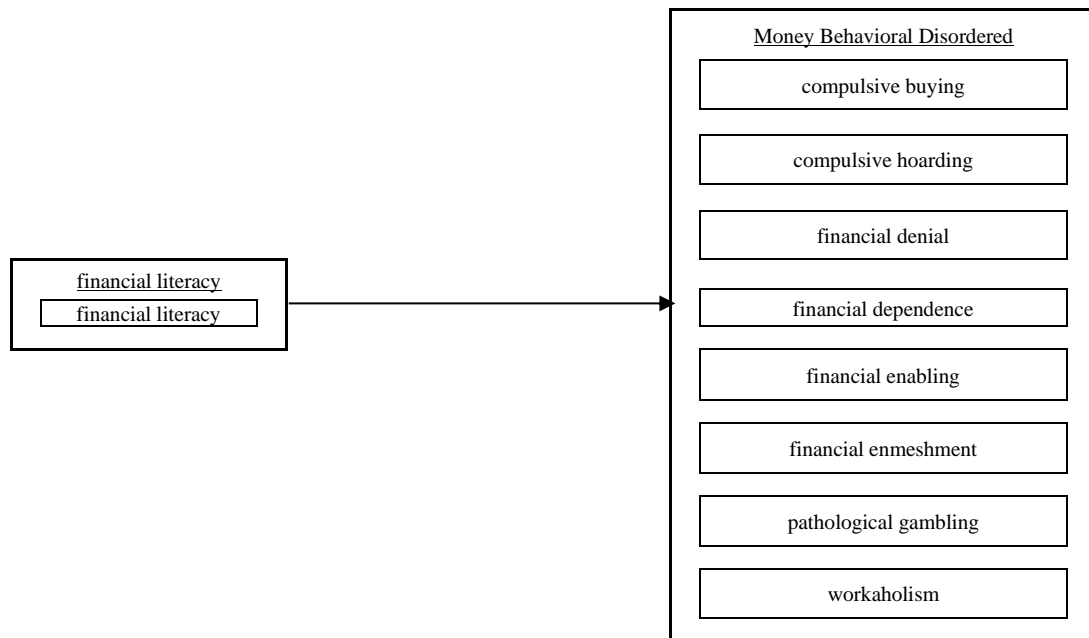 Money Behavioral Disordered
compulsive buying
compulsive hoarding
financial denial
financial literacy
financial literacy
financial dependence
financial enabling
financial enmeshment
pathological gambling
workaholism